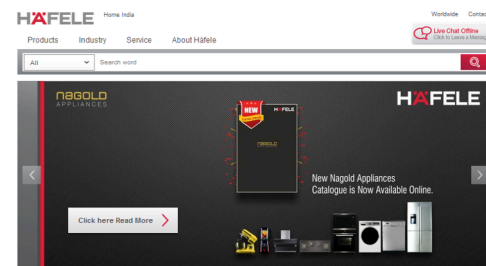 HÄFELE Home India
Worldwide Contac
Live Chat Offline
Click to Leave a Messag
Products Industry Service About Häfele
All Search word
NAGOLD
APPLIANCES
HÄFELE
NEW
HÄFELE
NAGOLD
New Nagold Appliances
Catalogue is Now Available Online.
Click here Read More